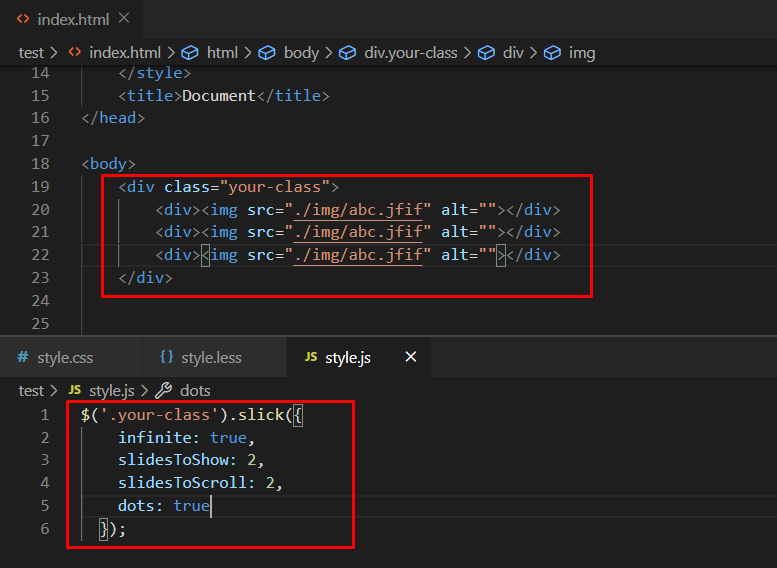 <> index.html ×
test > <> index.html > html > body > div.your-class > div > img
14 </style>
15 <title>Document</title>
16 </head>
17
18 <body>
19 <div class="your-class">
20 <div><img src="./img/abc.jfif" alt=""></div>
21 <div><img src="./img/abc.jfif" alt=""></div>
22 <div><img src="./img/abc.jfif" alt=""></div>
23 </div>
24
25
# style.css {} style.less JS style.js ×
test > JS style.js > dots
1 $('.your-class').slick({
2 infinite: true,
3 slidesToShow: 2,
4 slidesToScroll: 2,
5 dots: true
6 });